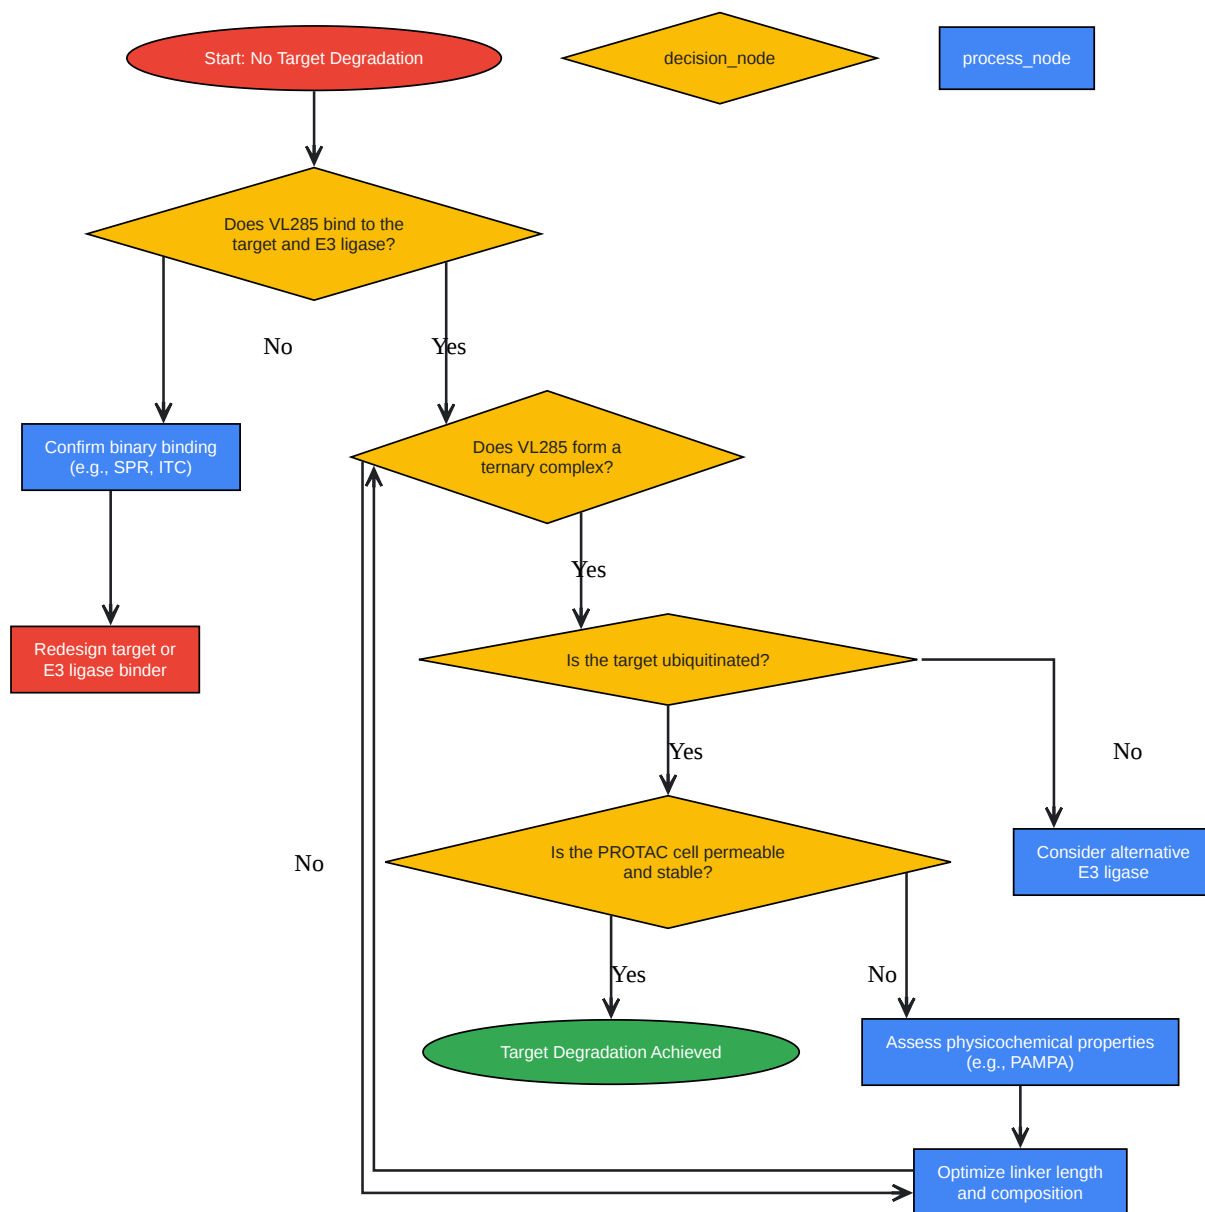 Start: No Target Degradation
decision_node
process_node
Does VL285 bind to the
target and E3 ligase?
No
Yes
Confirm binary binding
(e.g., SPR, ITC)
Does VL285 form a
ternary complex?
Yes
Redesign target or
E3 ligase binder
Is the target ubiquitinated?
Yes
No
No
Is the PROTAC cell permeable
and stable?
Consider alternative
E3 ligase
Yes
No
Target Degradation Achieved
Assess physicochemical properties
(e.g., PAMPA)
Optimize linker length
and composition